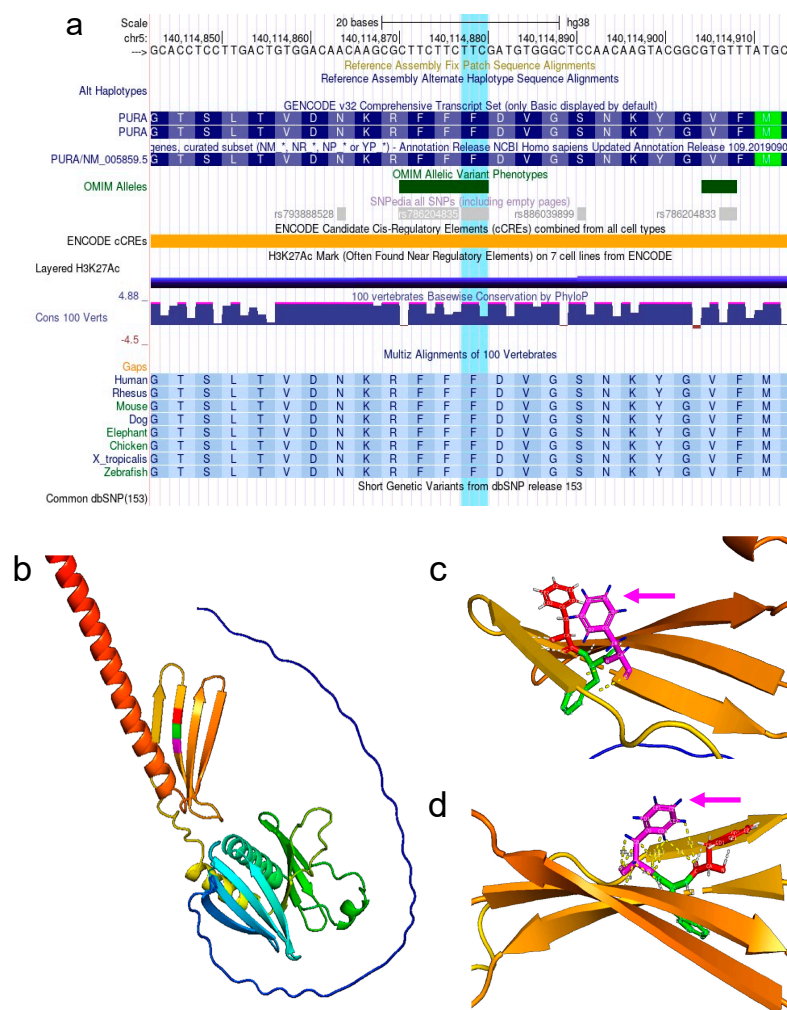 a
Scale 20 bases hg38
chr5: 140,114,850 140,114,860 140,114,870 140,114,880 140,114,890 140,114,900 140,114,910
---> GCACCTCCTTGACTGTGGACAACAAGCGCTTCTTCTTCGATGTGGGCTCCAACAAGTACGGCGTGTTTATGC
Reference Assembly Fix Patch Sequence Alignments
Reference Assembly Alternate Haplotype Sequence Alignments
Alt Haplotypes
GENCODE v32 Comprehensive Transcript Set (only Basic displayed by default)
PURA G T S L T V D N K R F F F D V G S N K Y G V F M
PURA G T S L T V D N K R F F F D V G S N K Y G V F M
genes, curated subset (NM_*, NR_*, NP_* or YP_*) - Annotation Release NCBI Homo sapiens Updated Annotation Release 109.2019090
PURA/NM_005859.5 G T S L T V D N K R F F F D V G S N K Y G V F M
OMIM Allelic Variant Phenotypes
OMIM Alleles
SNPedia all SNPs (including empty pages)
rs793888528 rs786204835 rs886039899 rs786204833
ENCODE Candidate Cis-Regulatory Elements (cCREs) combined from all cell types
ENCODE cCREs
H3K27Ac Mark (Often Found Near Regulatory Elements) on 7 cell lines from ENCODE
Layered H3K27Ac
4.88 _ 100 vertebrates Basewise Conservation by PhyloP
Cons 100 Verts
-4.5 _
Multiz Alignments of 100 Vertebrates
Gaps
Human G T S L T V D N K R F F F D V G S N K Y G V F M
Rhesus G T S L T V D N K R F F F D V G S N K Y G V F M
Mouse G T S L T V D N K R F F F D V G S N K Y G V F M
Dog G T S L T V D N K R F F F D V G S N K Y G V F M
Elephant G T S L T V D N K R F F F D V G S N K Y G V F M
Chicken G T S L T V D N K R F F F D V G S N K Y G V F M
X_tropicalis G T S L T V D N K R F F F D V G S N K Y G V F M
Zebrafish G T S L T V D N K R F F F D V G S N K Y G V F M
Short Genetic Variants from dbSNP release 153
Common dbSNP(153)
b
c
d